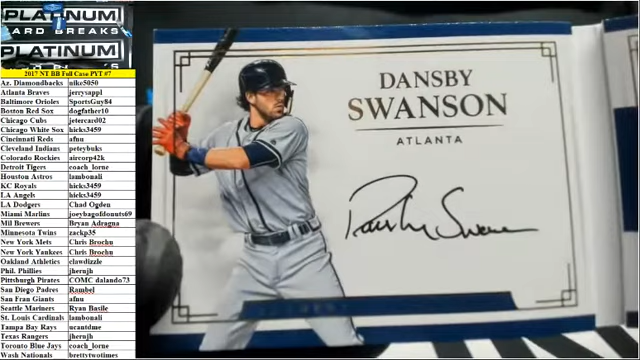 PLATINUM
CARD BREAKS
PLATINUM
2017 NT BB Full Case PYT #7
Az. Diamondbacks nike5050
Atlanta Braves jerrysappl
Baltimore Orioles SportsGuy84
Boston Red Sox dogfather10
Chicago Cubs jetercard02
Chicago White Sox hicks3459
Cincinnati Reds afnu
Cleveland Indians peteybuks
Colorado Rockies aircorp42k
Detroit Tigers coach_lorne
Houston Astros lambonali
KC Royals hicks3459
LA Angels hicks3459
LA Dodgers Chad Ogden
Miami Marlins joeybagofdonuts69
Mil Brewers Bryan Adragna
Minnesota Twins zackp35
New York Mets Chris Brochu
New York Yankees Chris Brochu
Oakland Athletics clawdizzle
Phil. Phillies jhernjh
Pittsburgh Pirates COMC dalando73
San Diego Padres Rambel
San Fran Giants afnu
Seattle Mariners Ryan Basile
St. Louis Cardinals lambonali
Tampa Bay Rays ucantdme
Texas Rangers jhernjh
Toronto Blue Jays coach_lorne
Wash Nationals brettytwotimes
DANSBY
SWANSON
ATLANTA